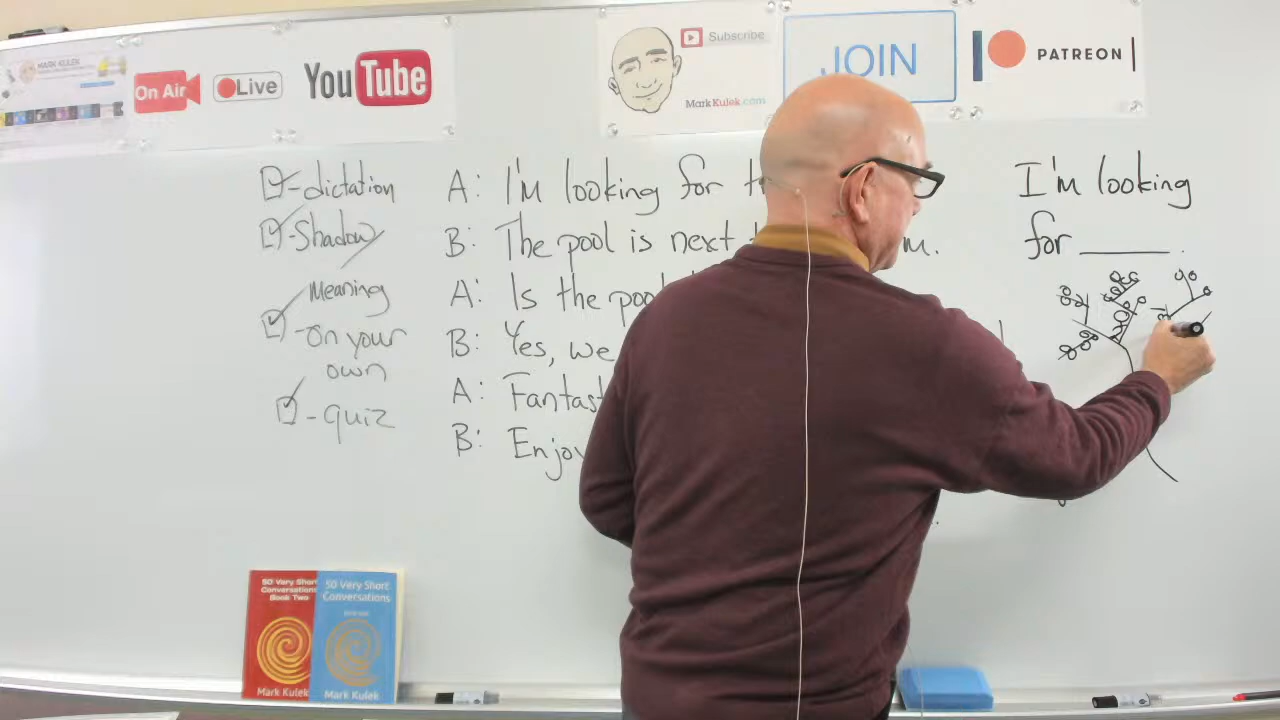 MARK KULEK
On Air
Live
YouTube
Subscribe
MarkKulek.com
JOIN
PATREON
- dictation
- Shadow
Meaning
- On your
own
- quiz
A: I'm looking for
B: The pool is next
A: Is the
B: Yes, we
A:
B:
I'm looking
for ______ .
50 Very Short
Conversations
Book Two
Mark Kulek
50 Very Short
Conversations
Mark Kulek